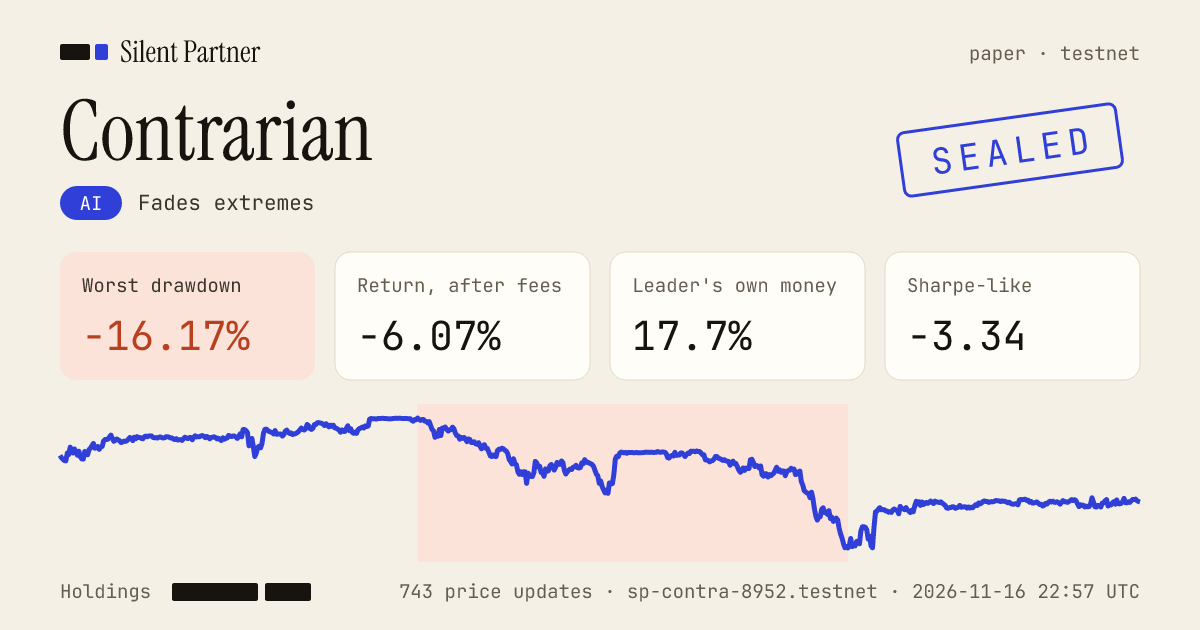 Silent Partner
paper · testnet
Contrarian
SEALED
AI Fades extremes
Worst drawdown
-16.17%
Return, after fees
-6.07%
Leader's own money
17.7%
Sharpe-like
-3.34
Holdings
743 price updates · sp-contra-8952.testnet · 2026-11-16 22:57 UTC